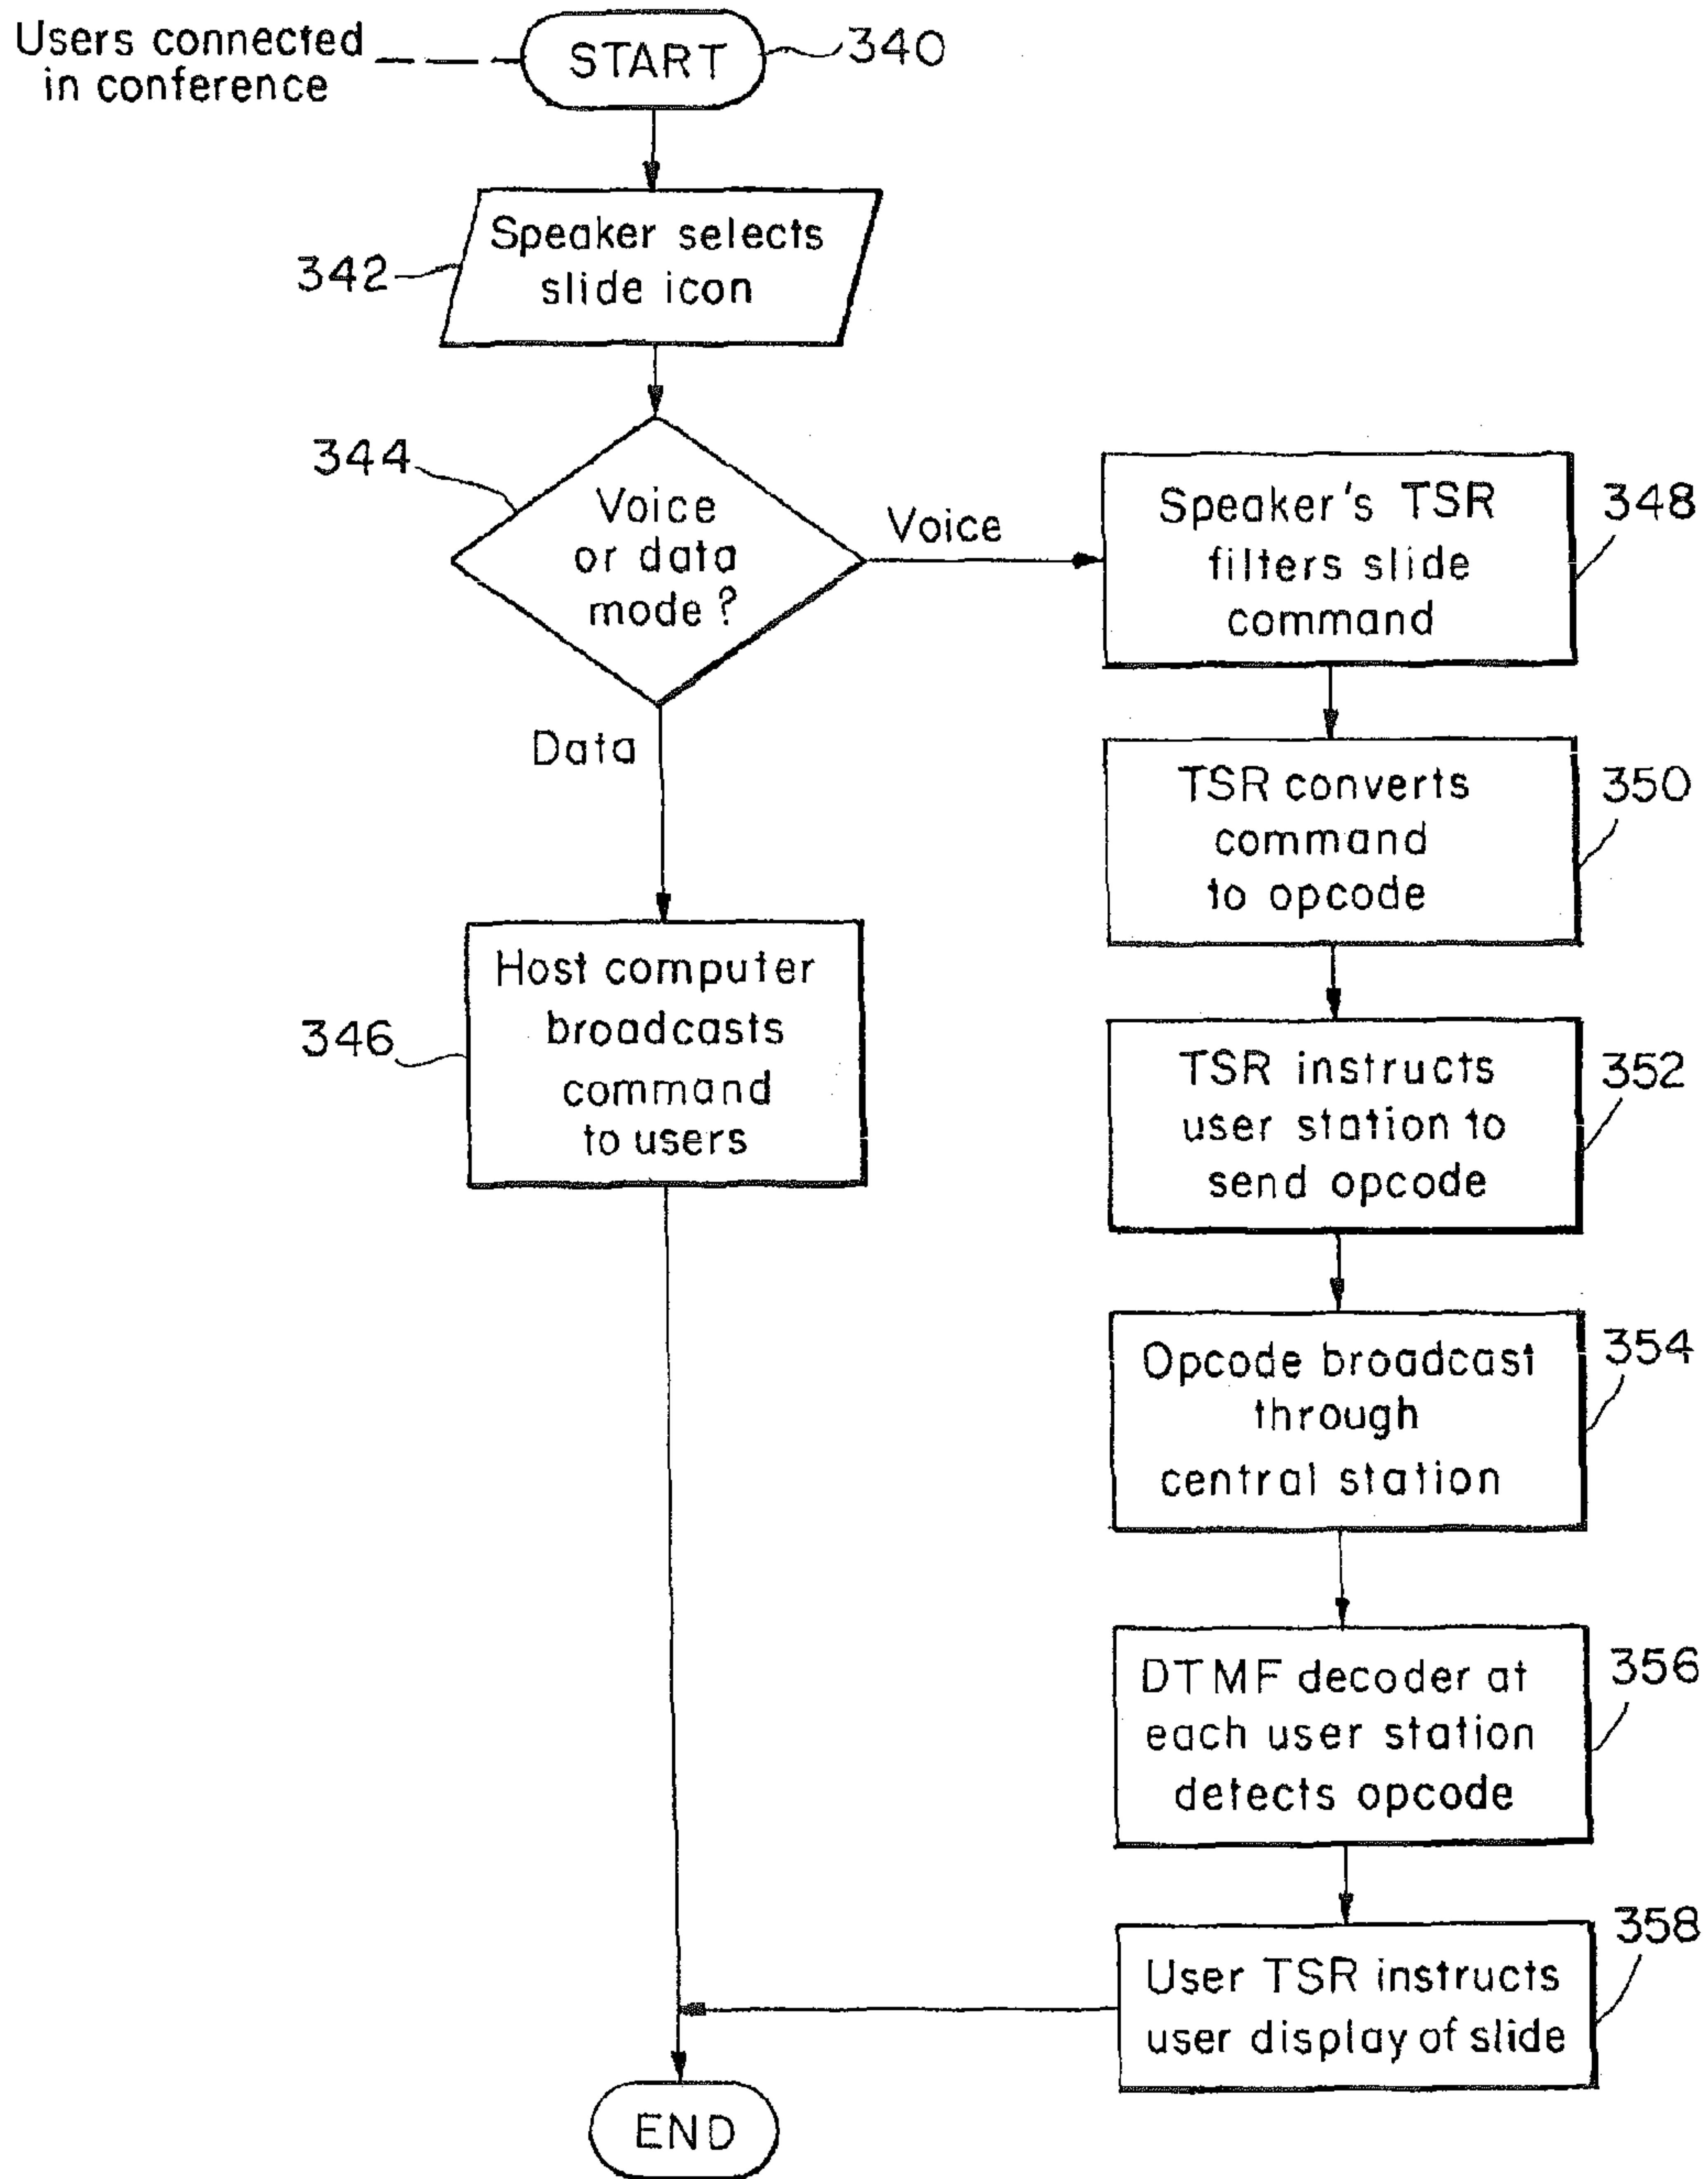 Users connected
in conference
START
340
Speaker selects
slide icon
342
344
Voice
or data
mode?
Voice
Data
Speaker's TSR
filters slide
command
348
TSR converts
command
to opcode
350
Host computer
broadcasts
command
to users
346
TSR instructs
user station to
send opcode
352
Opcode broadcast
through
central station
354
DTMF decoder at
each user station
detects opcode
356
User TSR instructs
user display of slide
358
END